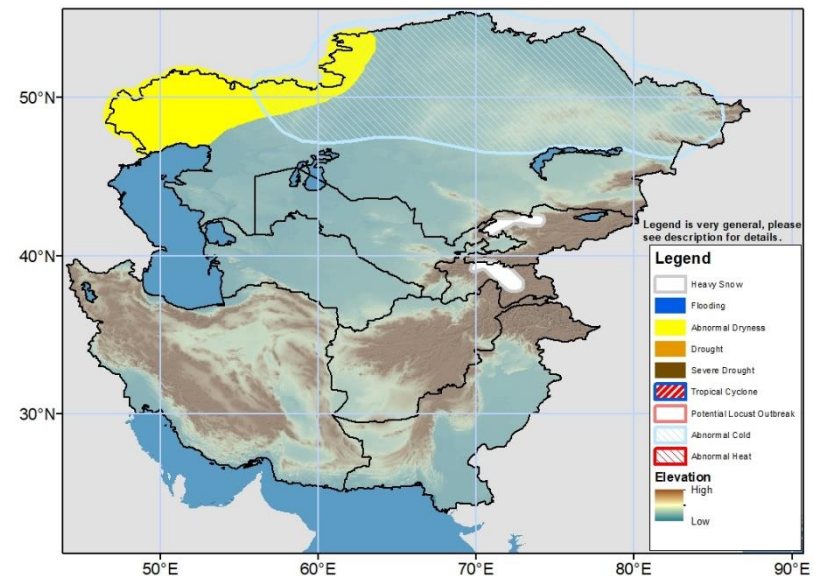 50°N
40°N
30°N
50°E
60°E
70°E
80°E
90°E
Legend is very general, please
see description for details.
Legend
Heavy Snow
Flooding
Abnormal Dryness
Drought
Severe Drought
Tropical Cyclone
Potential Locust Outbreak
Abnormal Cold
Abnormal Heat
Elevation
High
Low